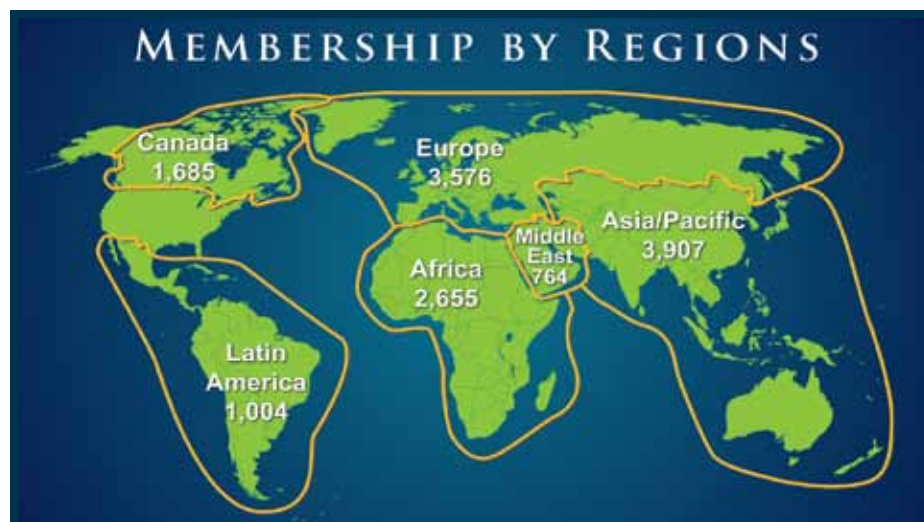 MEMBERSHIP BY REGIONS
Canada
1,685
Europe
3,576
Asia/Pacific
3,907
Middle
East
764
Africa
2,655
Latin
America
1,004